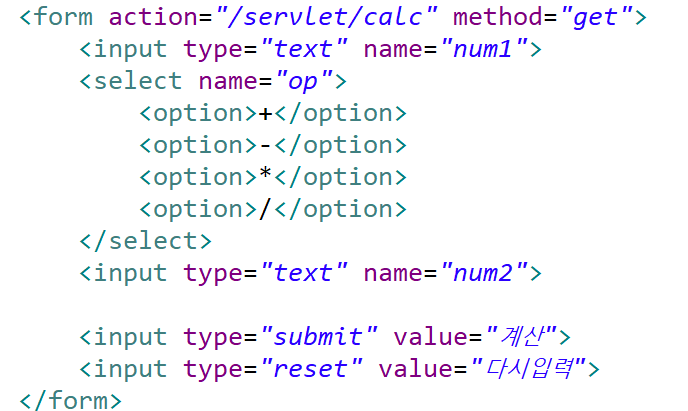 <form action="/servlet/calc" method="get">
<input type="text" name="num1">
<select name="op">
<option>+</option>
<option>-</option>
<option>*</option>
<option>/</option>
</select>
<input type="text" name="num2">
<input type="submit" value="계산">
<input type="reset" value="다시입력">
</form>